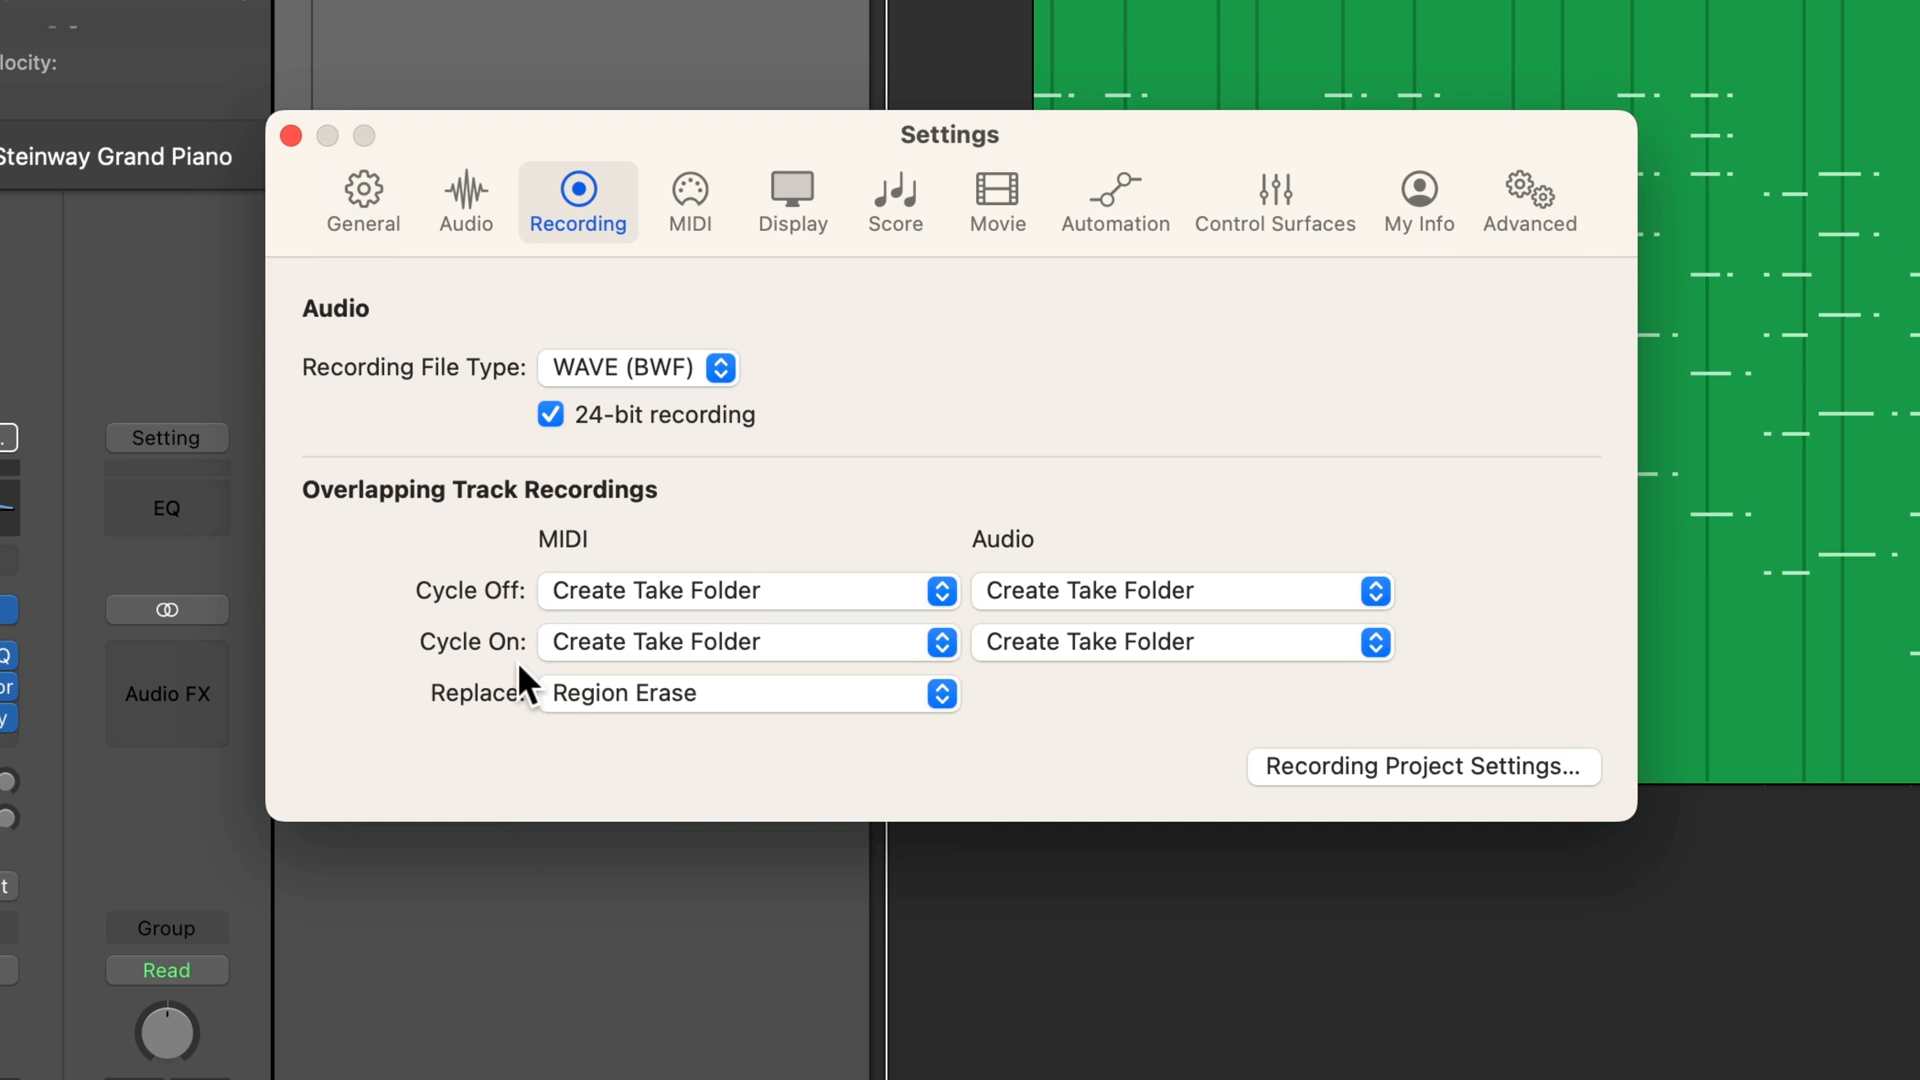 - -
locity:
Steinway Grand Piano
Settings
General Audio Recording MIDI Display Score Movie Automation Control Surfaces My Info Advanced
Audio
Recording File Type: WAVE (BWF)
24-bit recording
Overlapping Track Recordings
MIDI Audio
Cycle Off: Create Take Folder Create Take Folder
Cycle On: Create Take Folder Create Take Folder
Replace: Region Erase
Recording Project Settings...
Setting
EQ
Q
or
Audio FX
y
t
Group
Read